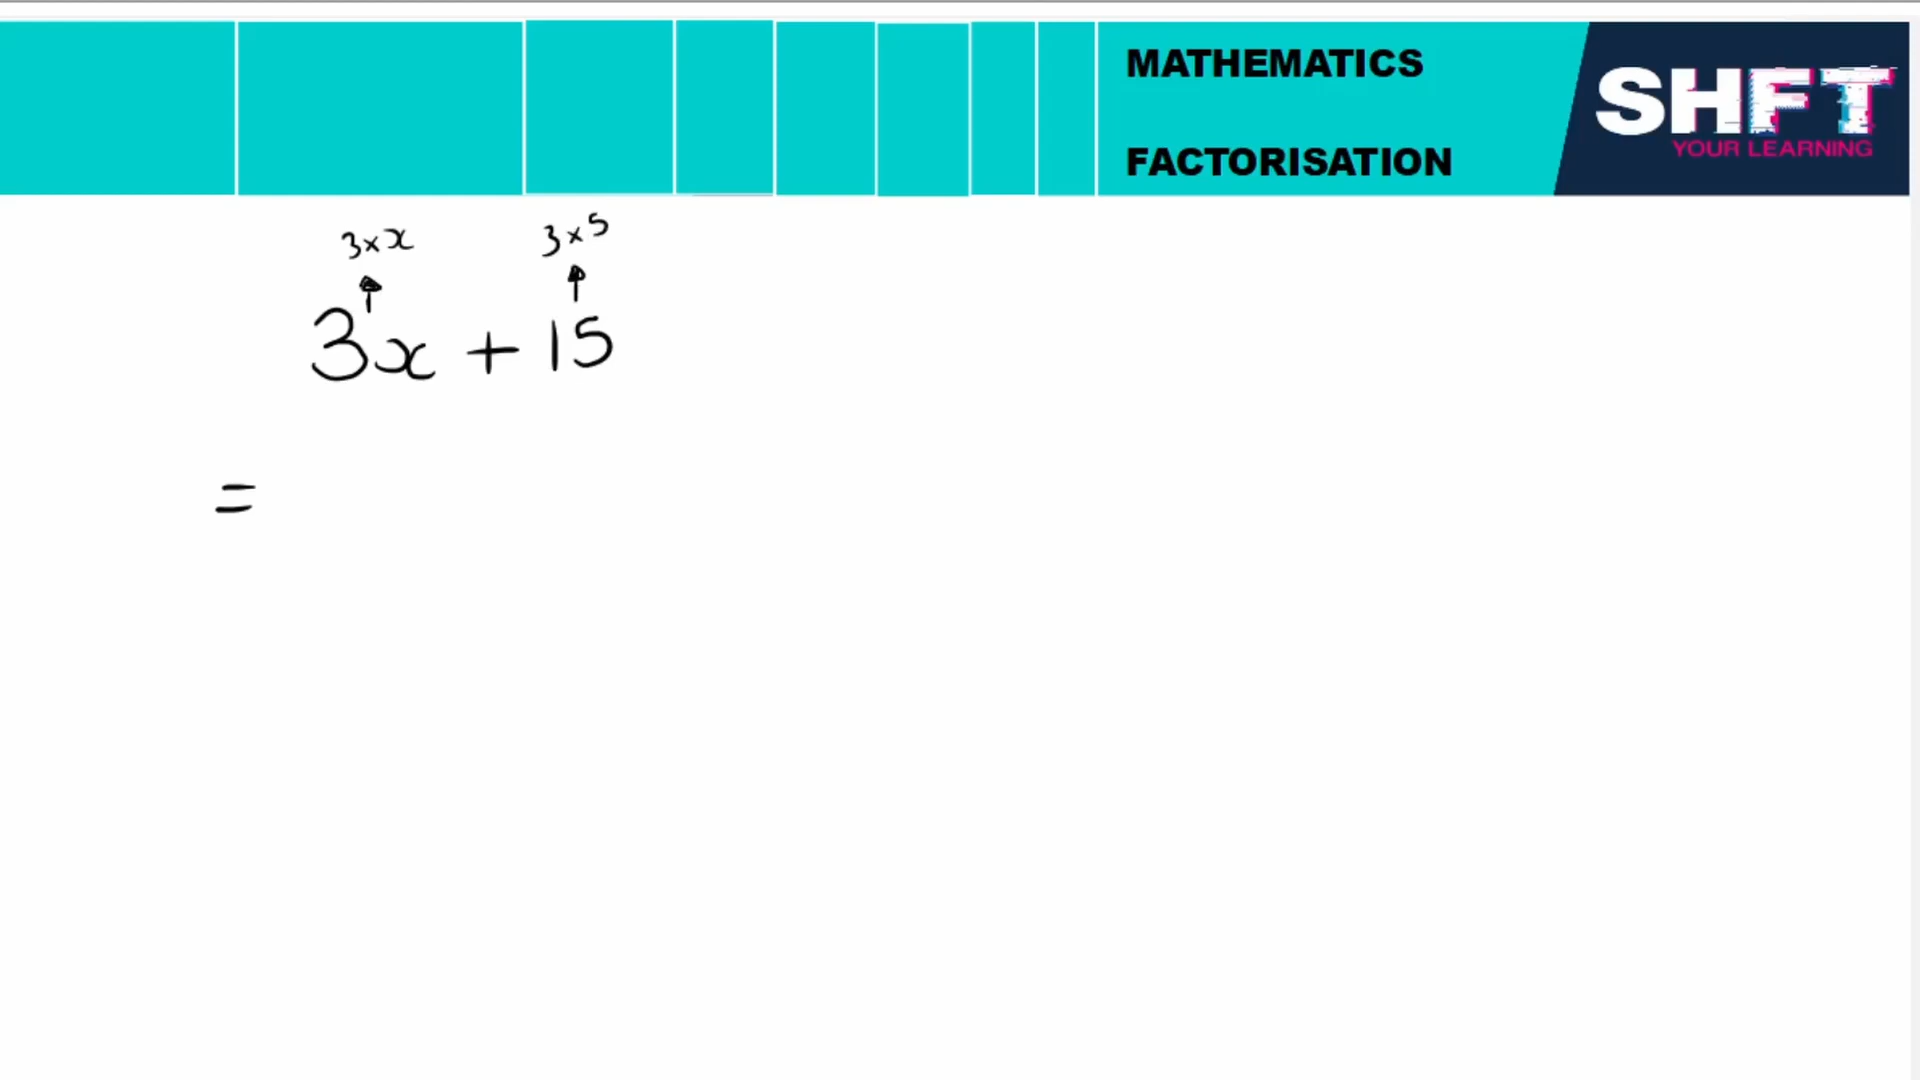 MATHEMATICS
FACTORISATION
SHFT
YOUR LEARNING
3×x 3×5
3x + 15
=